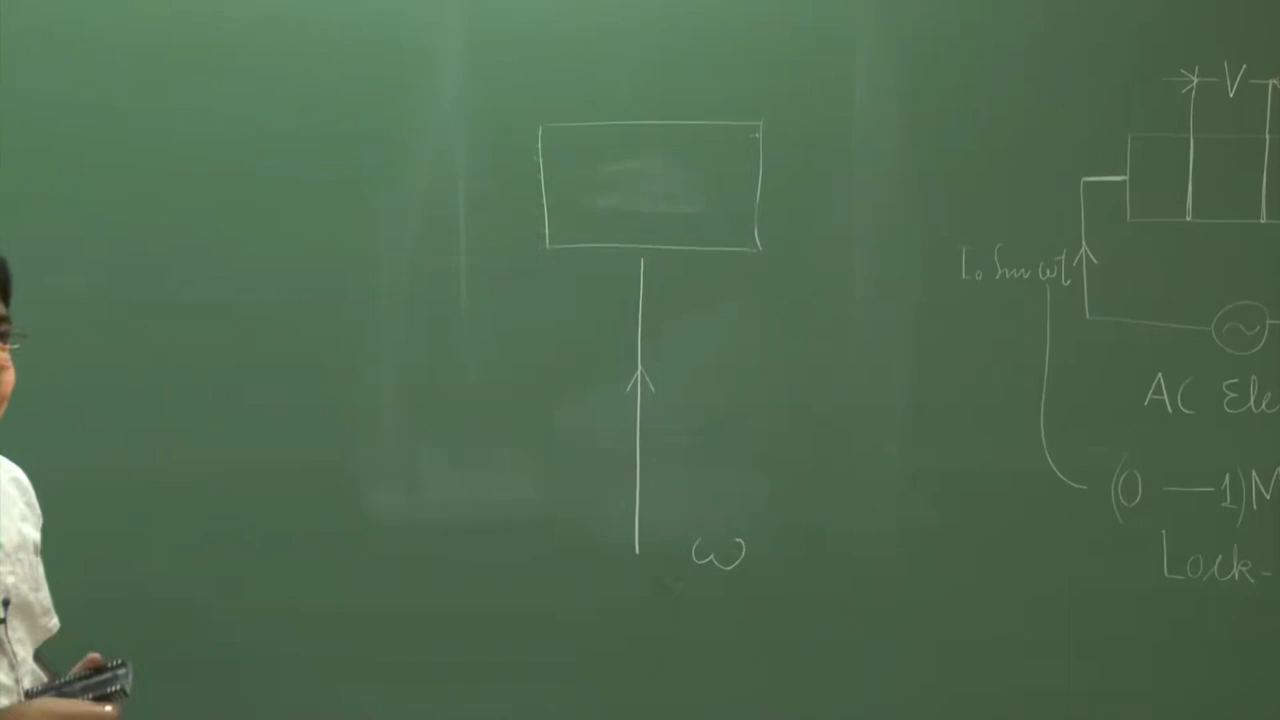 V
I₀ Sin ωt
~
AC Ele
(0 — 1)M
Lock-
ω